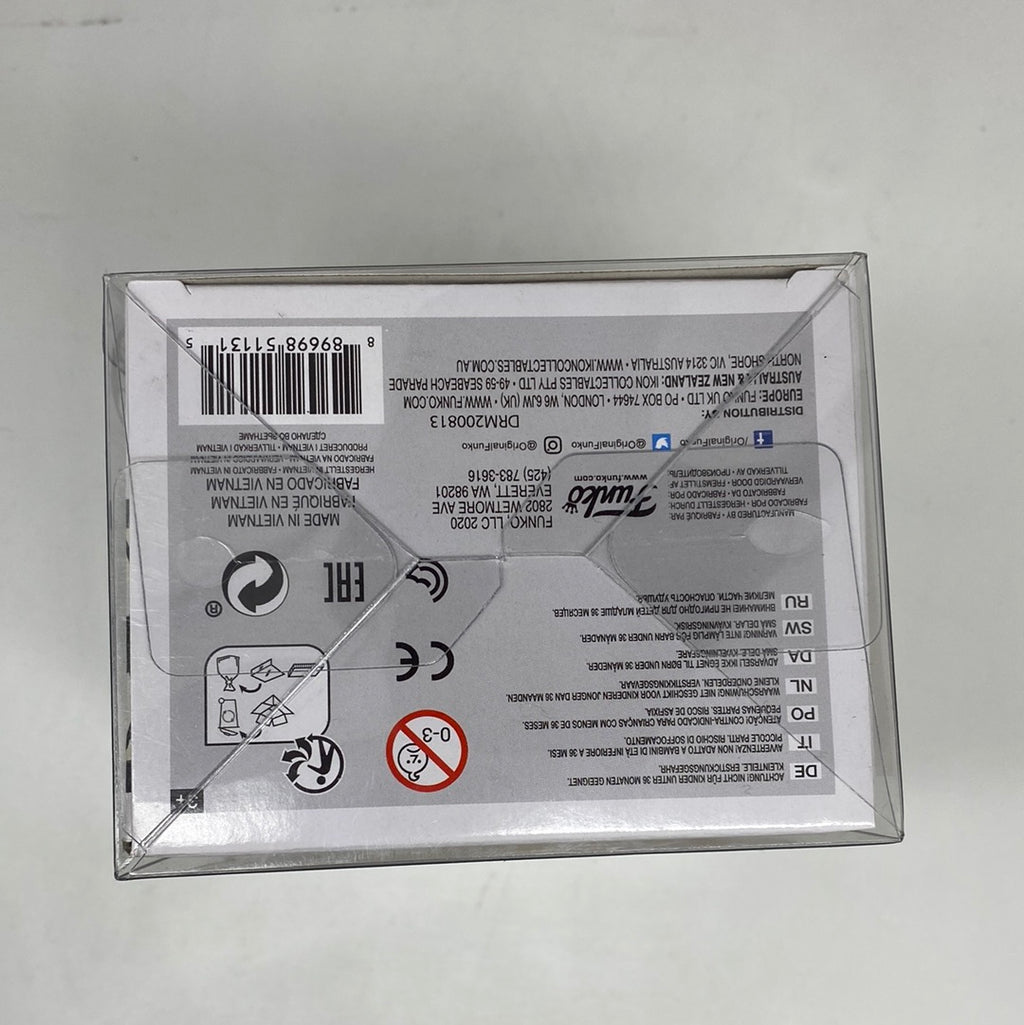 3+
DE ACHTUNG! NICHT FÜR KINDER UNTER 36 MONATEN GEEIGNET.
KLEINTEILE. ERSTICKUNGSGEFAHR.
IT AVVERTENZA! NON ADATTO A BAMBINI DI ETÀ INFERIORE A 36 MESI.
PICCOLE PARTI. RISCHIO DI SOFFOCAMENTO.
PO ATENÇÃO: CONTRA-INDICADO PARA CRIANÇAS COM MENOS DE 36 MESES.
PEQUENAS PARTES. RISCO DE ASFIXIA.
NL WAARSCHUWING! NIET GESCHIKT VOOR KINDEREN JONGER DAN 36 MAANDEN.
KLEINE ONDERDELEN. VERSTIKKINGSGEVAAR.
DA ADVARSEL! IKKE EGNET TIL BØRN UNDER 36 MÅNEDER.
SMÅ DELE. KVÆLNINGSFARE.
SW VARNING! INTE LÄMPLIG FÖR BARN UNDER 36 MÅNADER.
SMÅ DELAR. KVÄVNINGSRISK.
RU ВНИМАНИЕ! НЕ ПРИГОДНО ДЛЯ ДЕТЕЙ МЛАДШЕ 36 МЕСЯЦЕВ.
МЕЛКИЕ ЧАСТИ. ОПАСНОСТЬ УДУШЬЯ.
0-3
CE
EAC
®
MANUFACTURED BY • FABRIQUÉ PAR:
FABRICADO POR • HERGESTELLT DURCH:
FABRICATO DA • FABRICADO POR:
VERVAARDIGD DOOR • FREMSTILLET AF:
TILLVERKAD AV • ПРОИЗВОДИТЕЛЬ:
Funko
www.funko.com
FUNKO, LLC 2020
2802 WETMORE AVE
EVERETT, WA 98201
(425) 783-3616
MADE IN VIETNAM
FABRIQUÉ EN VIETNAM
FABRICADO EN VIETNAM
HERGESTELLT IN VIETNAM • FABBRICATO IN VIETNAM
FABRICADO NA VIETNAM • VERVAARDIGD IN VIETNAM
PRODUCERET I VIETNAM • TILLVERKAD I VIETNAM
СДЕЛАНО ВО ВЬЕТНАМЕ
/OriginalFunko @OriginalFunko @OriginalFunko
DRM200813
DISTRIBUTION BY:
EUROPE: FUNKO UK LTD • PO BOX 74644 • LONDON, W6 6JW (UK) • WWW.FUNKO.COM
AUSTRALIA & NEW ZEALAND: IKON COLLECTABLES PTY LTD • 49-59 SEABEACH PARADE
NORTH SHORE, VIC 3214 AUSTRALIA • WWW.IKONCOLLECTABLES.COM.AU
8 89698 51131 5